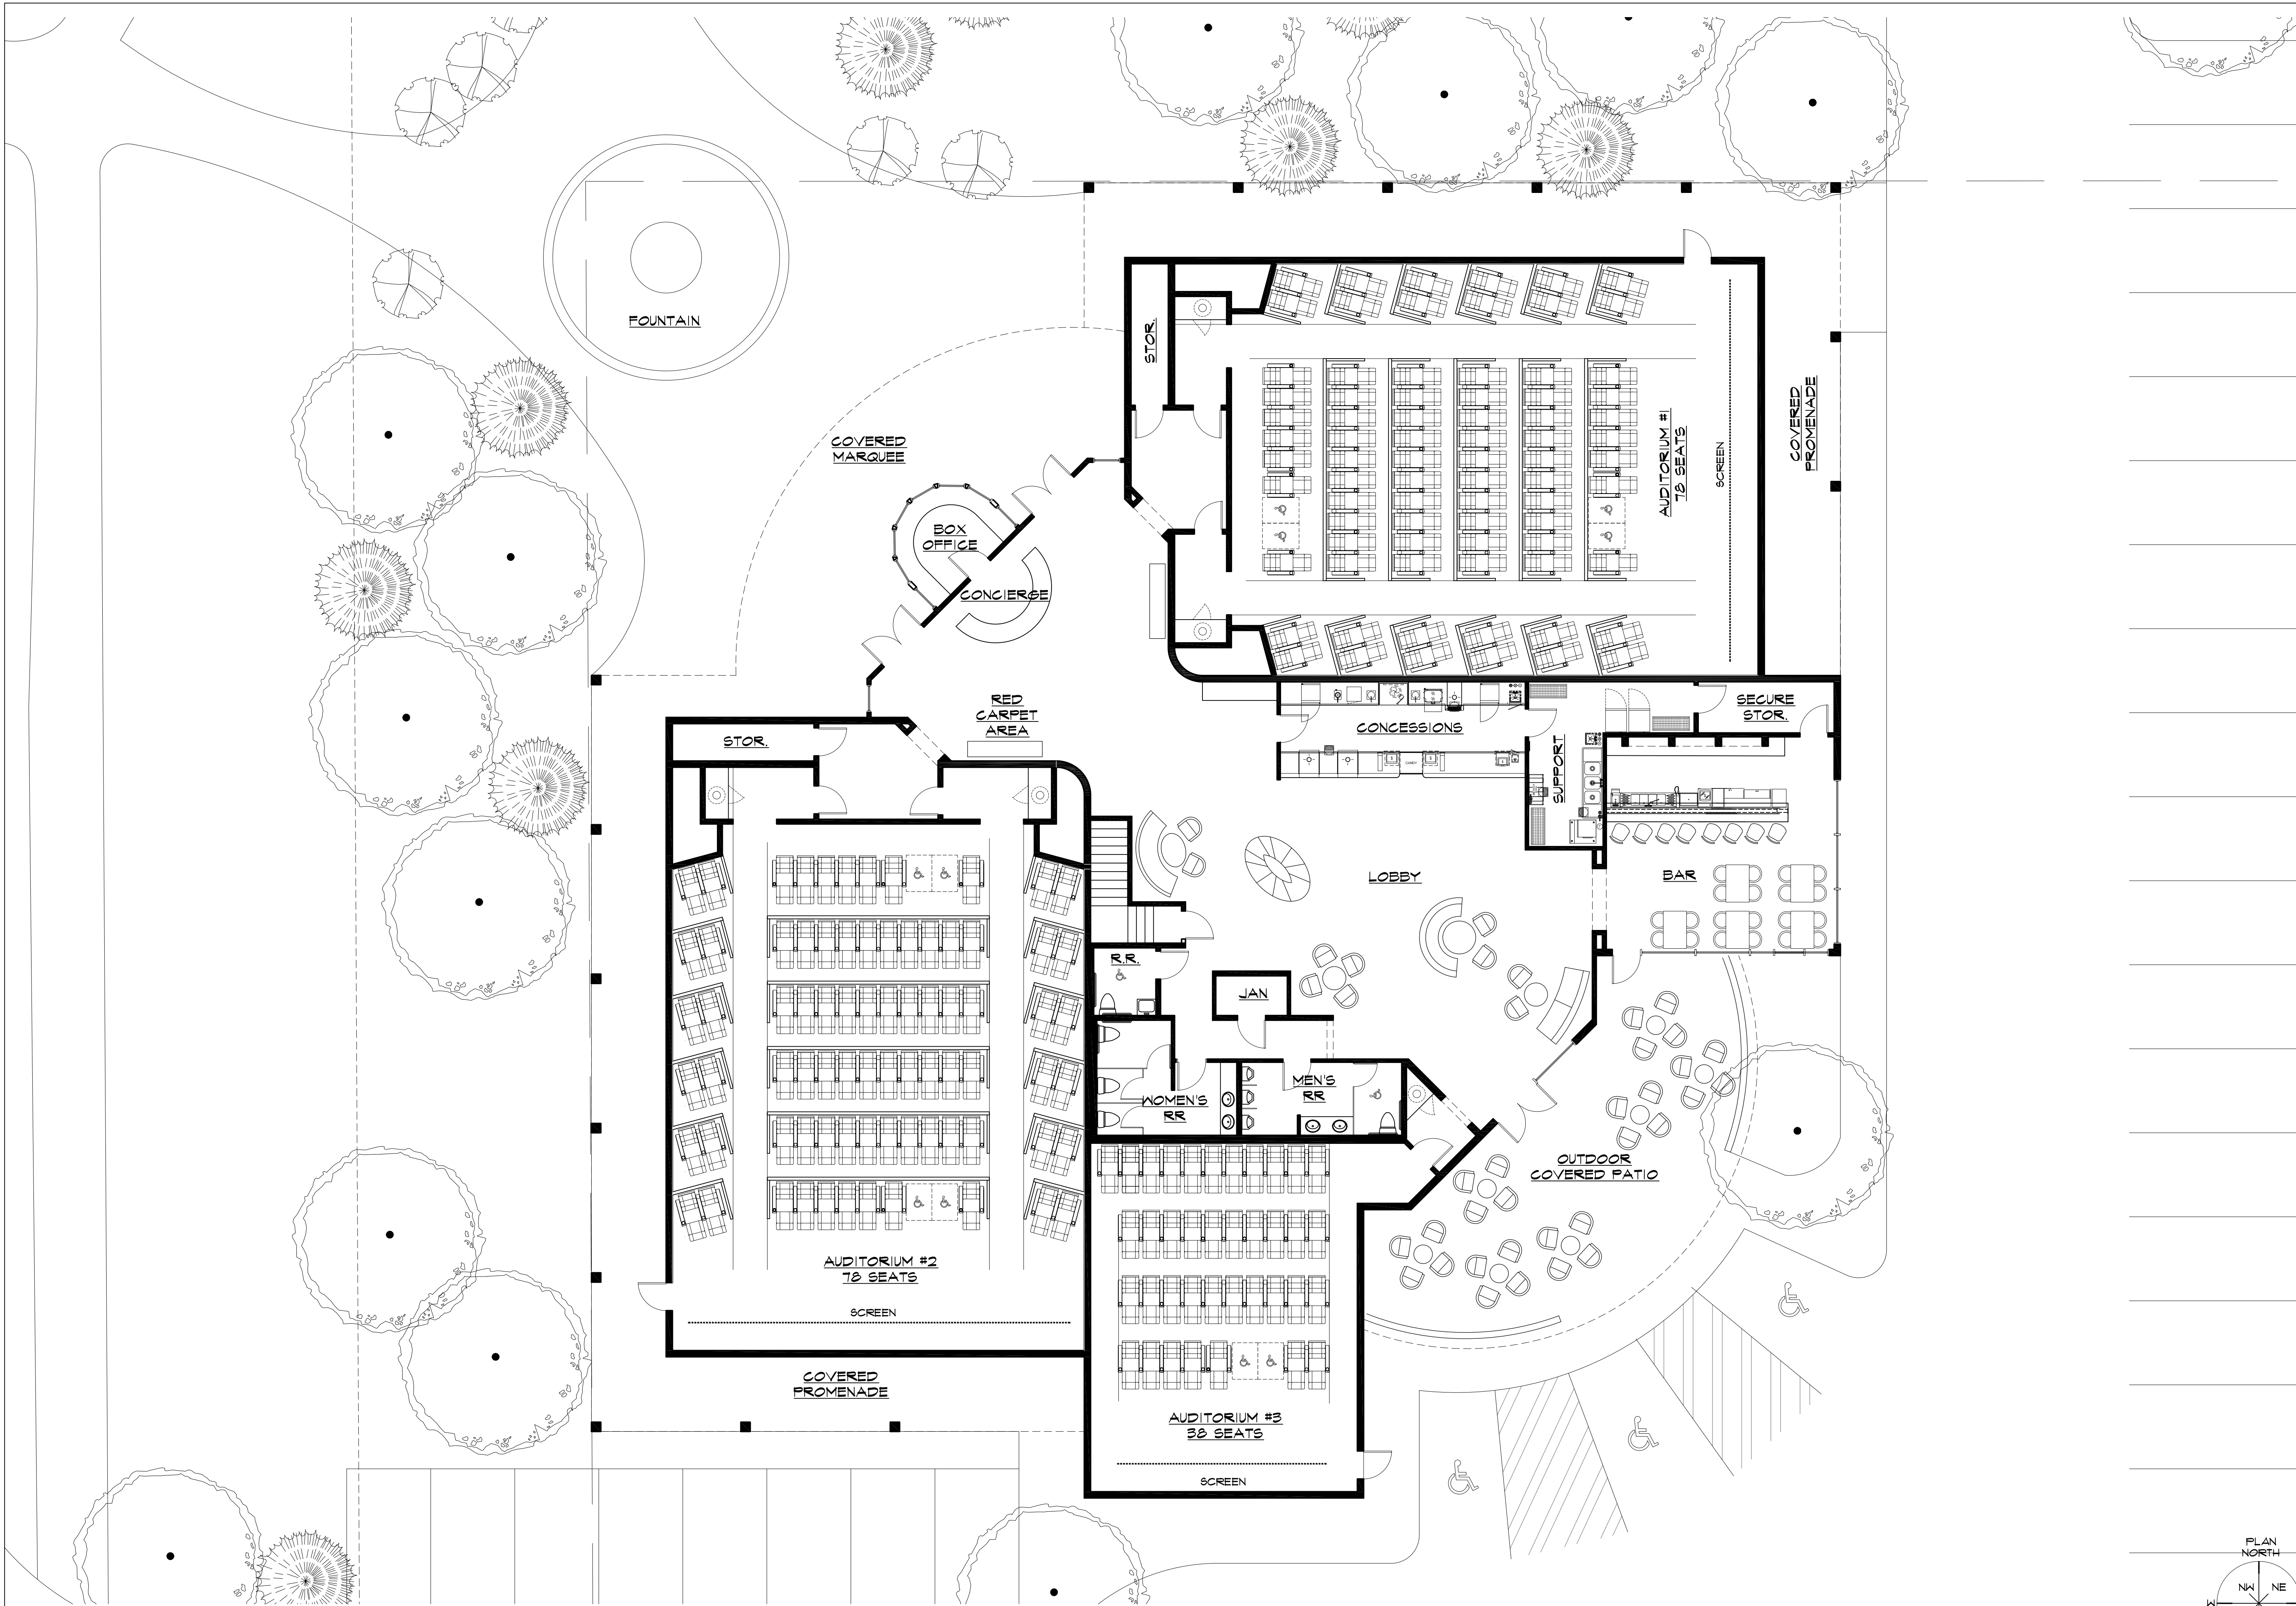 FOUNTAIN
COVERED
MARQUEE
STOR.
AUDITORIUM #1
78 SEATS
SCREEN
COVERED
PROMENADE
BOX
OFFICE
CONCIERGE
RED
CARPET
AREA
STOR.
CONCESSIONS
CANDY
SUPPORT
SECURE
STOR.
LOBBY
BAR
R.R.
JAN
WOMEN'S
RR
MEN'S
RR
OUTDOOR
COVERED PATIO
AUDITORIUM #2
78 SEATS
SCREEN
COVERED
PROMENADE
AUDITORIUM #3
38 SEATS
SCREEN
PLAN
NORTH
NW
NE
W